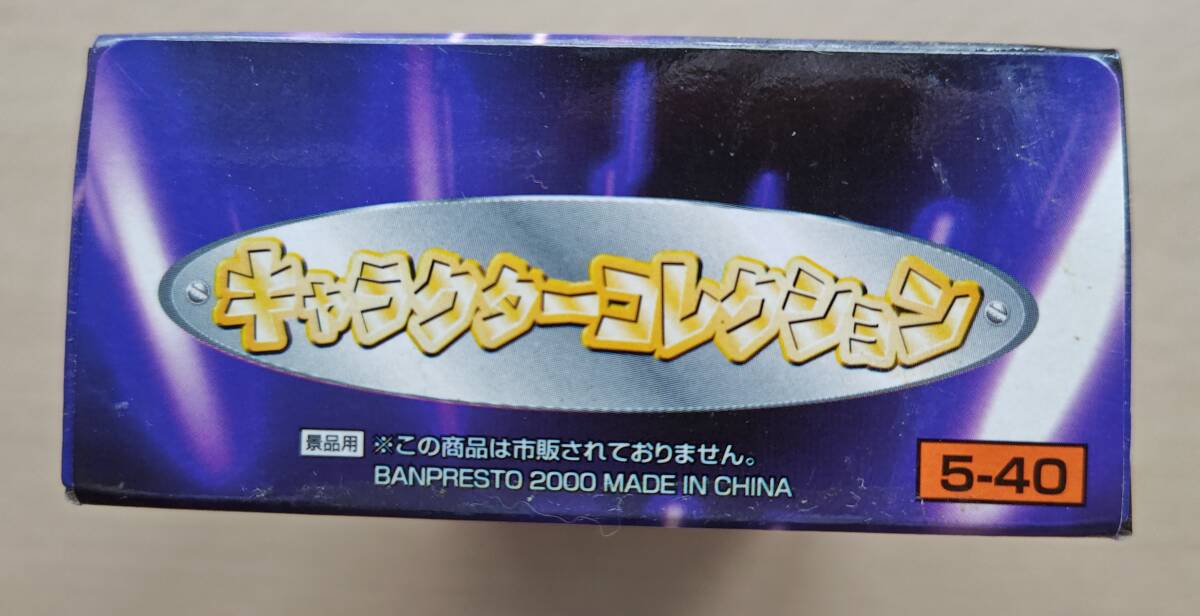 キャラクターコレクション
景品用 ※この商品は市販されておりません。
BANPRESTO 2000 MADE IN CHINA
5-40